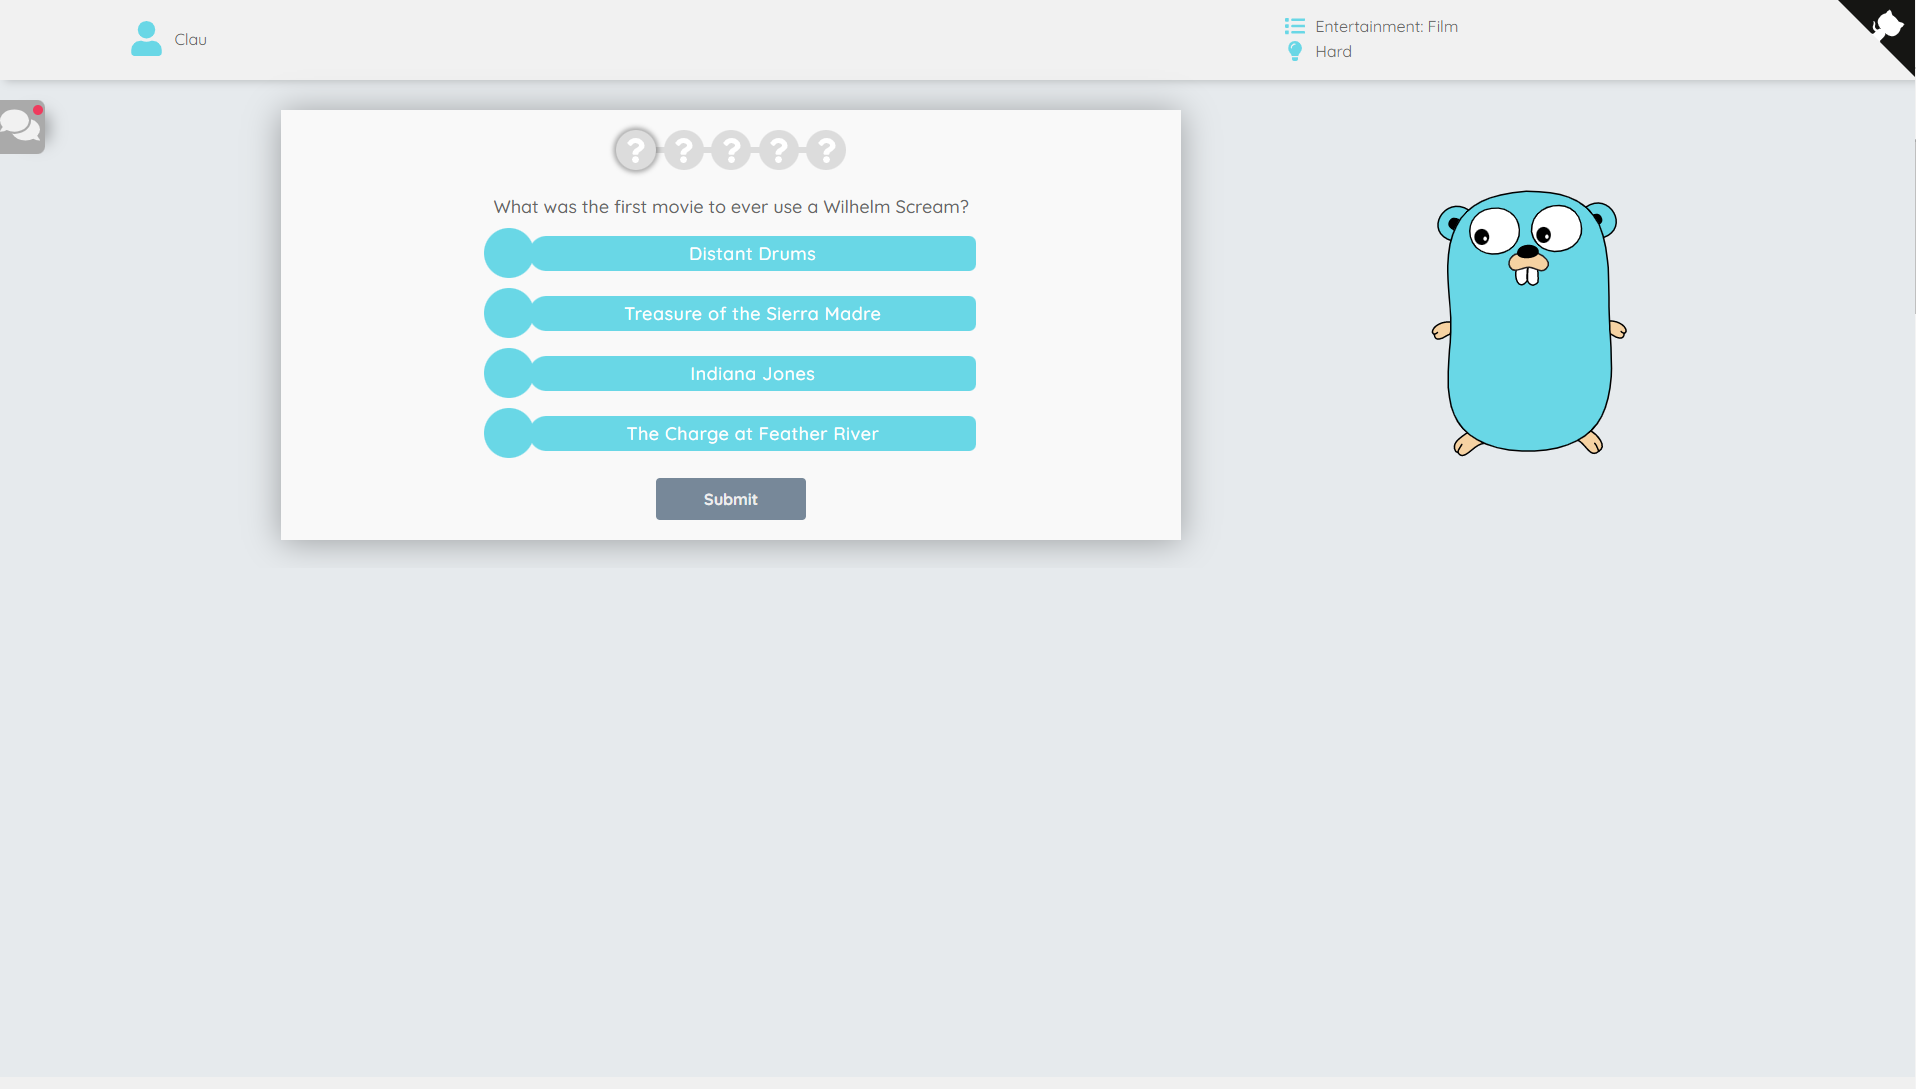 Clau
Entertainment: Film
Hard
? ? ? ? ?
What was the first movie to ever use a Wilhelm Scream?
Distant Drums
Treasure of the Sierra Madre
Indiana Jones
The Charge at Feather River
Submit